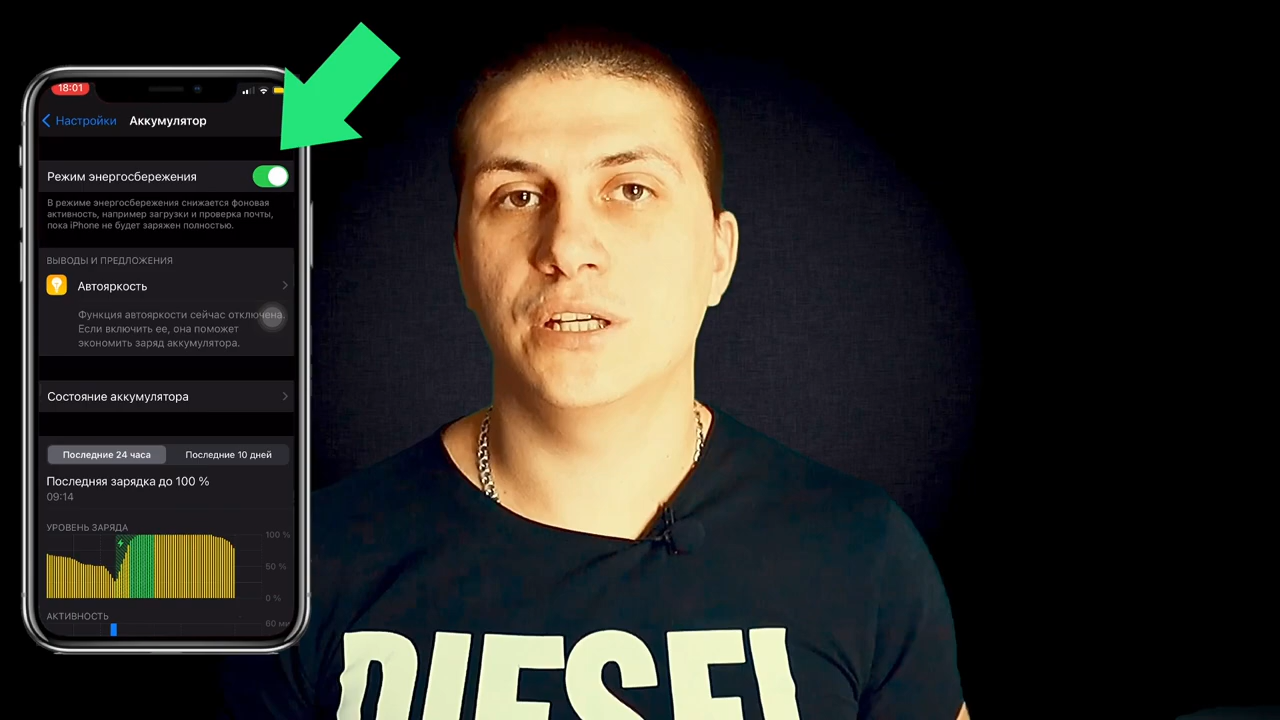 18:01
Настройки
Аккумулятор
Режим энергосбережения
В режиме энергосбережения снижается фоновая
активность, например загрузки и проверка почты,
пока iPhone не будет заряжен полностью.
ВЫВОДЫ И ПРЕДЛОЖЕНИЯ
Автояркость
Функция автояркости сейчас отключена.
Если включить ее, она поможет
экономить заряд аккумулятора.
Состояние аккумулятора
Последние 24 часа
Последние 10 дней
Последняя зарядка до 100 %
09:14
УРОВЕНЬ ЗАРЯДА
100 %
50 %
0 %
АКТИВНОСТЬ
60 ми
DIESEL